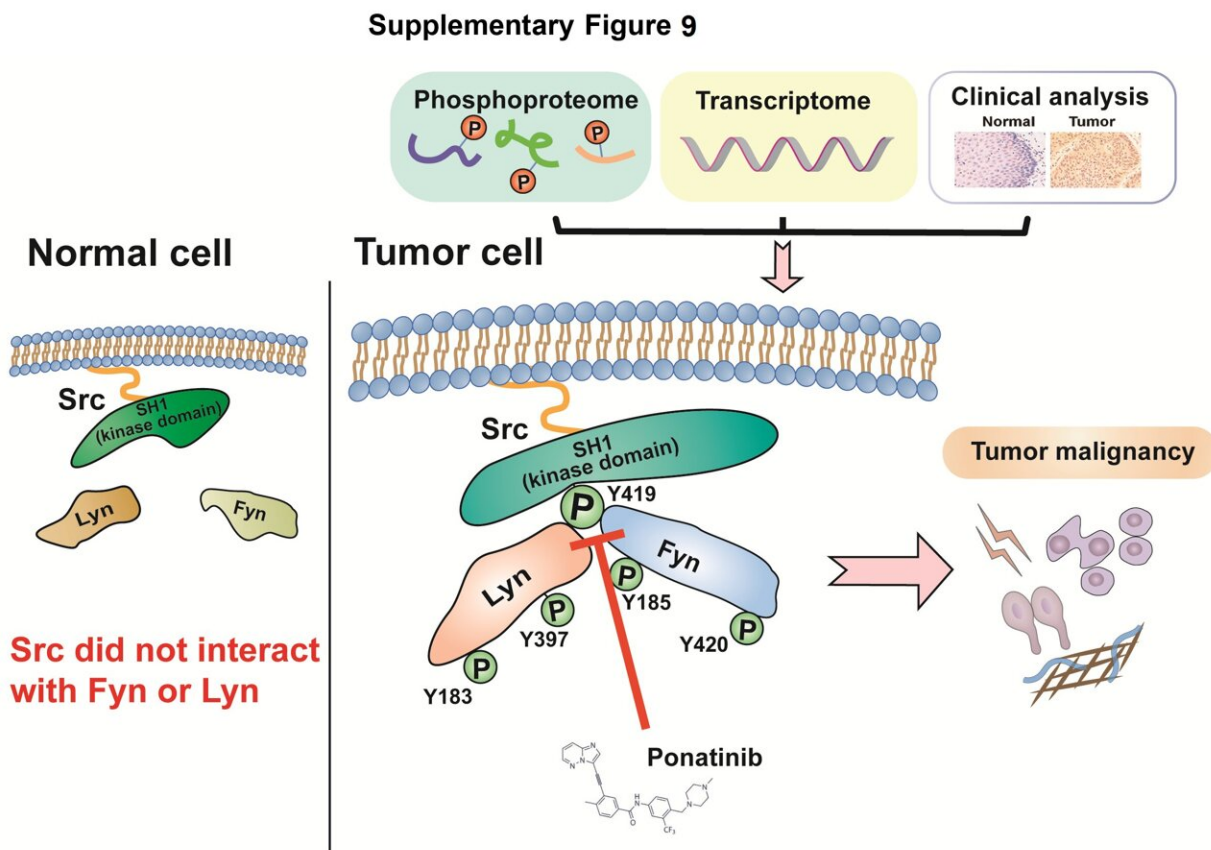 Supplementary Figure 9
Phosphoproteome
P
P
P
Transcriptome
Clinical analysis
Normal
Tumor
Normal cell
Tumor cell
Src
SH1
(kinase domain)
Lyn
Fyn
Src did not interact
with Fyn or Lyn
Src
SH1
(kinase domain)
P
Y419
Lyn
Fyn
P
Y397
P
Y183
P
Y185
P
Y420
Ponatinib
N
N
N
H
N
O
CF3
N
N
Tumor malignancy